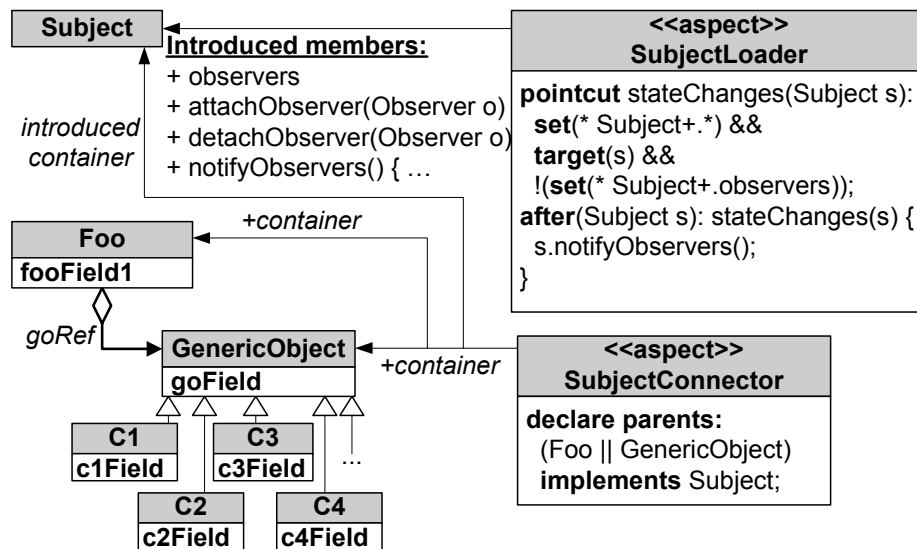 Subject
Introduced members:
+ observers
+ attachObserver(Observer o)
+ detachObserver(Observer o)
+ notifyObservers() { …
introduced
container
<<aspect>>
SubjectLoader
pointcut stateChanges(Subject s):
set(* Subject+.*) &&
target(s) &&
!(set(* Subject+.observers));
after(Subject s): stateChanges(s) {
s.notifyObservers();
}
+container
Foo
fooField1
goRef
GenericObject
goField
+container
<<aspect>>
SubjectConnector
declare parents:
(Foo || GenericObject)
implements Subject;
C1
c1Field
C3
c3Field
...
C2
c2Field
C4
c4Field